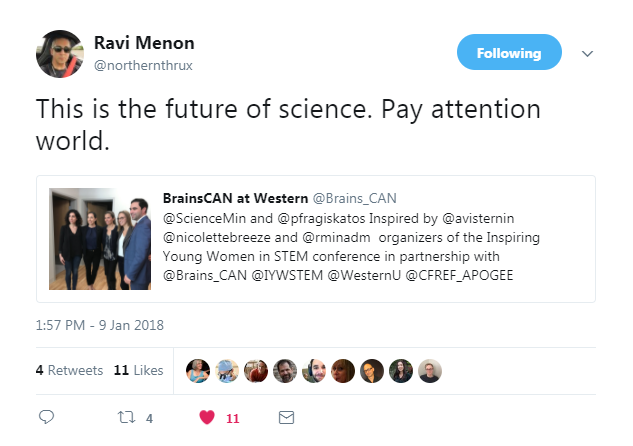 Ravi Menon
@northernthrux
Following
This is the future of science. Pay attention
world.
BrainsCAN at Western @Brains_CAN
@ScienceMin and @pfragiskatos Inspired by @avisternin
@nicolettebreeze and @rminadm organizers of the Inspiring
Young Women in STEM conference in partnership with
@Brains_CAN @IYWSTEM @WesternU @CFREF_APOGEE
1:57 PM - 9 Jan 2018
4 Retweets 11 Likes
4 11